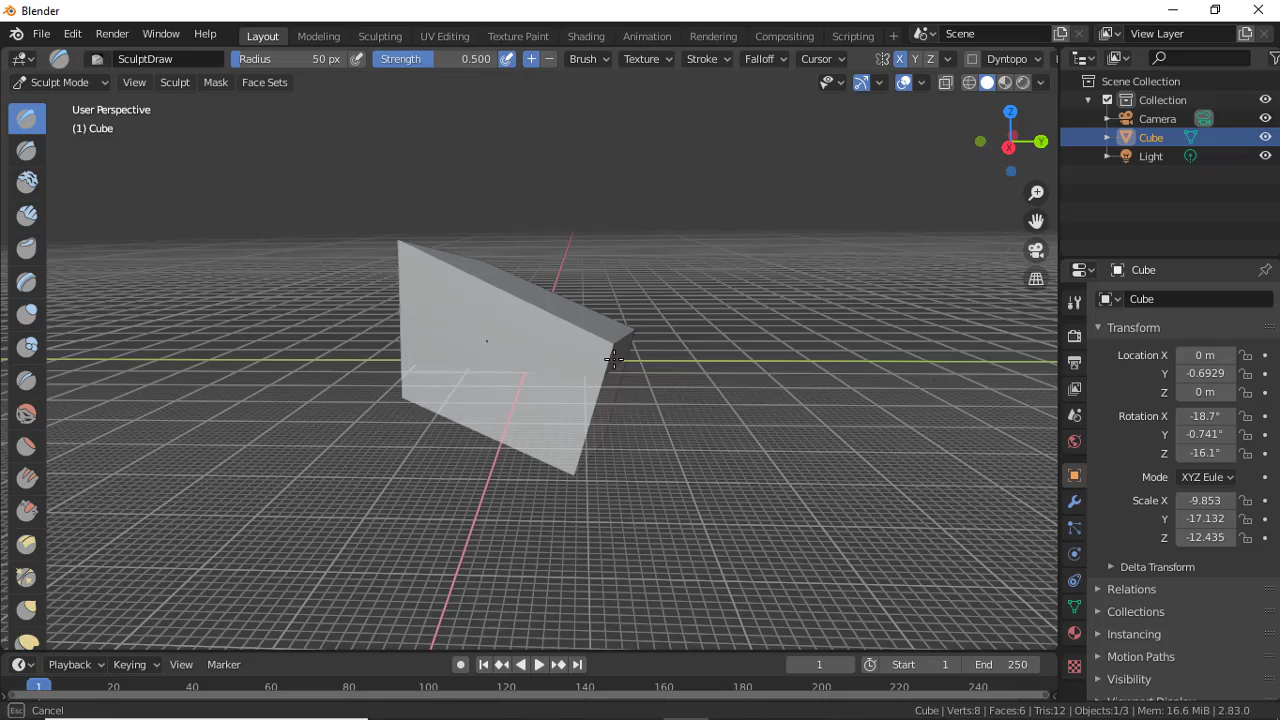 Blender
File Edit Render Window Help Layout Modeling Sculpting UV Editing Texture Paint Shading Animation Rendering Compositing Scripting Scene View Layer
SculptDraw Radius 50 px Strength 0.500 Brush Texture Stroke Falloff Cursor X Y Z Dyntopo
Sculpt Mode View Sculpt Mask Face Sets
User Perspective
(1) Cube
Z
Y
X
Scene Collection
Collection
Camera
Cube
Light
Cube
Cube
Transform
Location X 0 m
Y -0.6929
Z 0 m
Rotation X -18.7°
Y -0.741°
Z -16.1°
Mode XYZ Eule
Scale X -9.853
Y -17.132
Z -12.435
Delta Transform
Relations
Collections
Instancing
Motion Paths
Visibility
Playback Keying View Marker 1 Start 1 End 250
1 20 40 60 80 100 120 140 160 180 200 220 240
Esc Cancel Cube | Verts:8 | Faces:6 | Tris:12 | Objects:1/3 | Mem: 16.6 MiB | 2.83.0